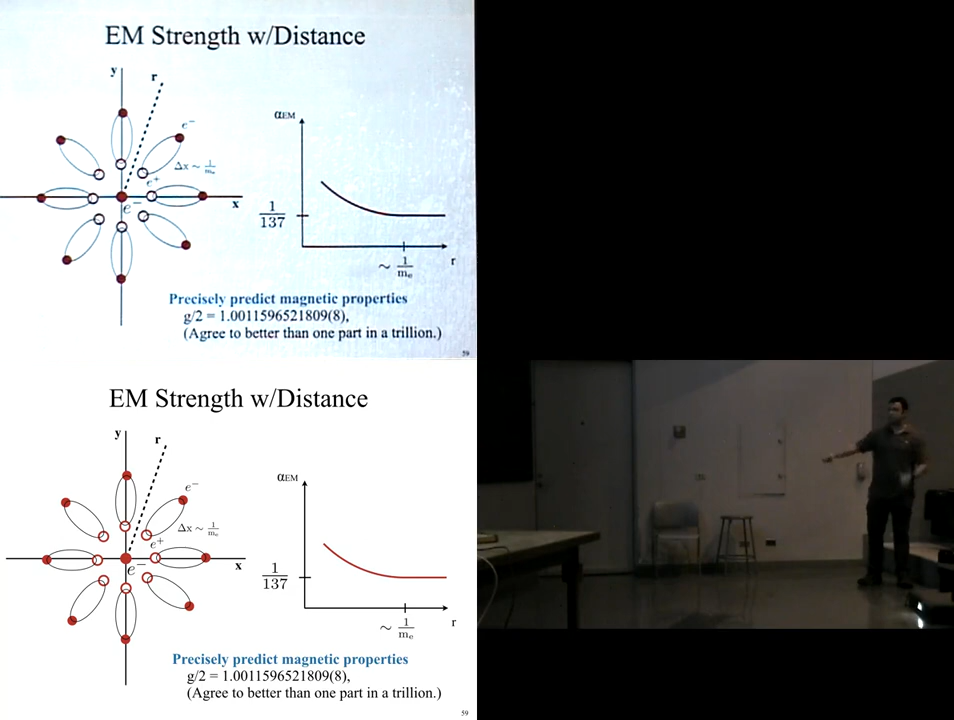 EM Strength w/Distance
y
r
αEM
e⁻
Δx ~ 1/mₑ
e⁺
e⁻
x
1/137
r
~ 1/mₑ
Precisely predict magnetic properties
g/2 = 1.0011596521809(8),
(Agree to better than one part in a trillion.)
59
EM Strength w/Distance
y
r
αEM
e⁻
Δx ~ 1/mₑ
e⁺
e⁻
x
1/137
r
~ 1/mₑ
Precisely predict magnetic properties
g/2 = 1.0011596521809(8),
(Agree to better than one part in a trillion.)
59